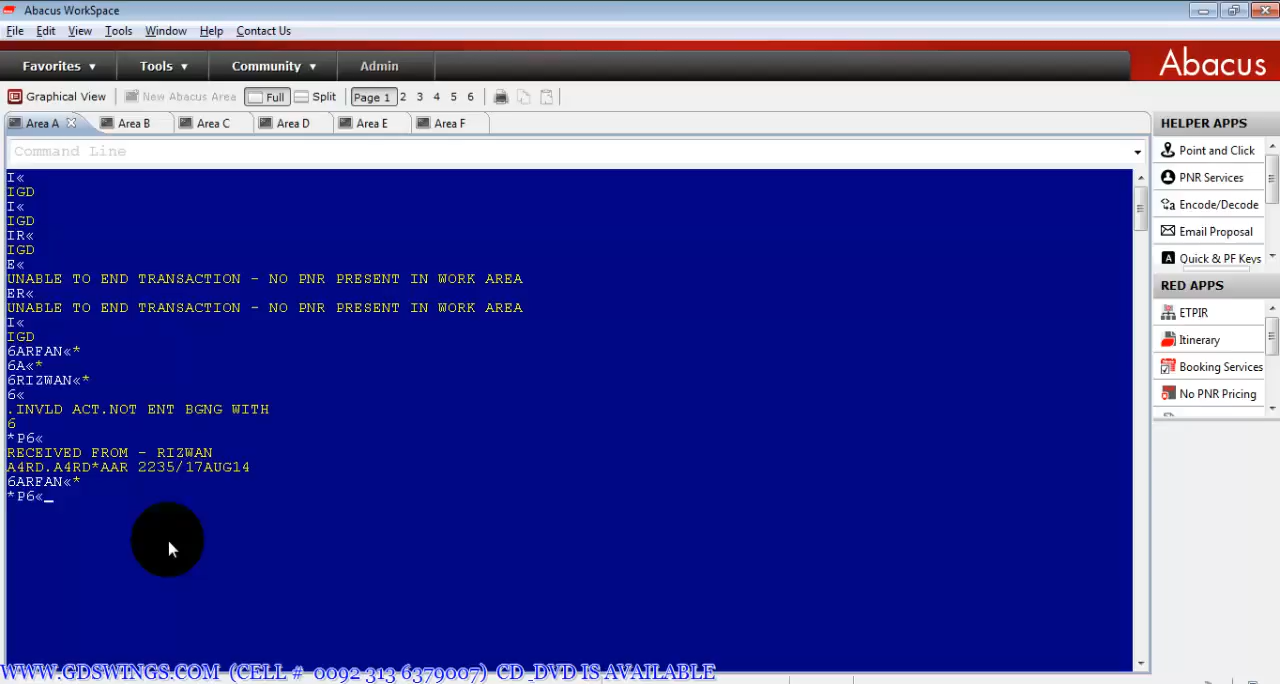 Abacus WorkSpace
File Edit View Tools Window Help Contact Us
Favorites ▼ Tools ▼ Community ▼ Admin Abacus
Graphical View New Abacus Area Full Split Page 1 2 3 4 5 6
Area A Area B Area C Area D Area E Area F
Command Line
I«
IGD
I«
IGD
IR«
IGD
E«
UNABLE TO END TRANSACTION - NO PNR PRESENT IN WORK AREA
ER«
UNABLE TO END TRANSACTION - NO PNR PRESENT IN WORK AREA
I«
IGD
6ARFAN«*
6A«*
6RIZWAN«*
6«
.INVLD ACT.NOT ENT BGNG WITH
6
*P6«
RECEIVED FROM - RIZWAN
A4RD.A4RD*AAR 2235/17AUG14
6ARFAN«*
*P6«_
HELPER APPS
Point and Click
PNR Services
Encode/Decode
Email Proposal
A Quick & PF Keys
RED APPS
ETPIR
Itinerary
Booking Services
No PNR Pricing
WWW.GDSWINGS.COM (CELL # 0092 313 6379007) CD_DVD IS AVAILABLE